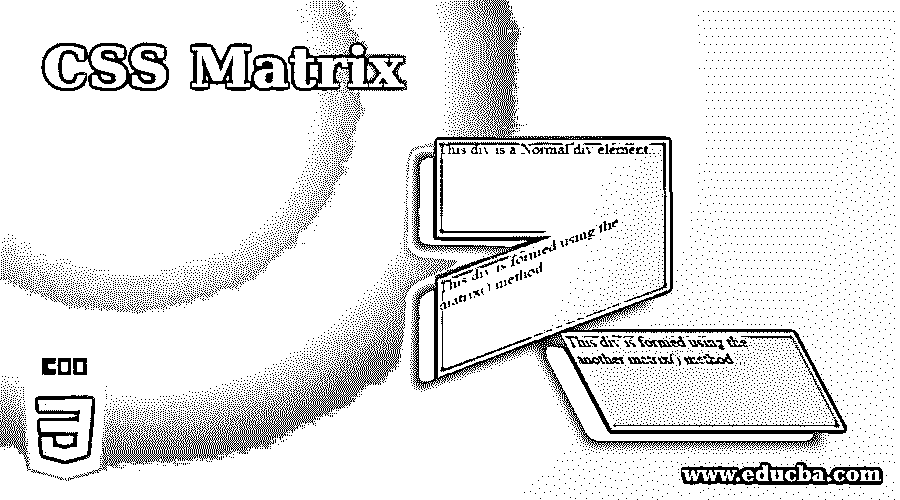 CSS Matrix
This div is a Normal div element.
This div is formed using the
matrix() method
This div is formed using the
another matrix() method
3
www.educba.com